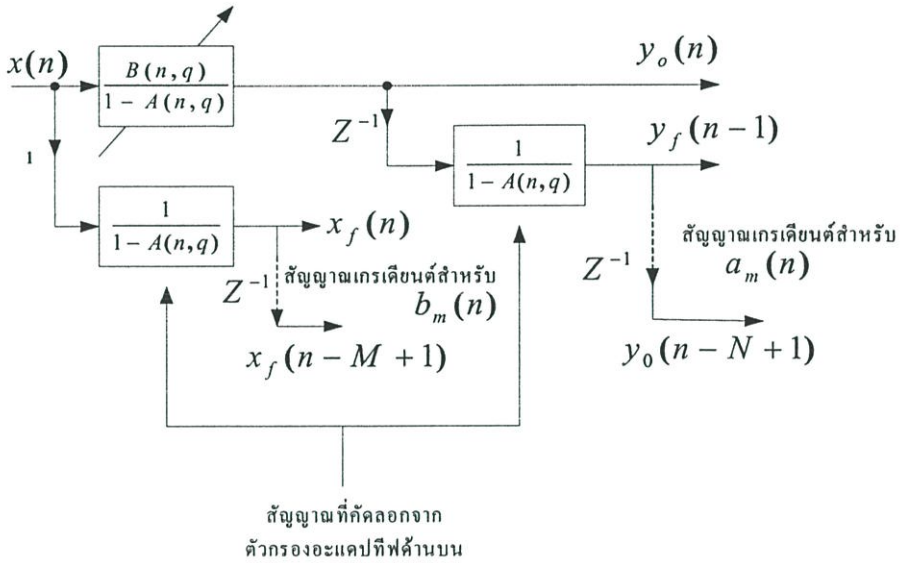 x(n)
B(n,q)
1 − A(n,q)
y_o(n)
Z^{-1}
1
1 − A(n,q)
y_f(n−1)
1
1
1 − A(n,q)
x_f(n)
Z^{-1}
สัญญาณเกรเดียนต์สำหรับ
b_m(n)
x_f(n − M + 1)
Z^{-1}
สัญญาณเกรเดียนต์สำหรับ
a_m(n)
y_0(n − N + 1)
สัญญาณที่คัดลอกจาก
ตัวกรองอะแดปทีฟด้านบน